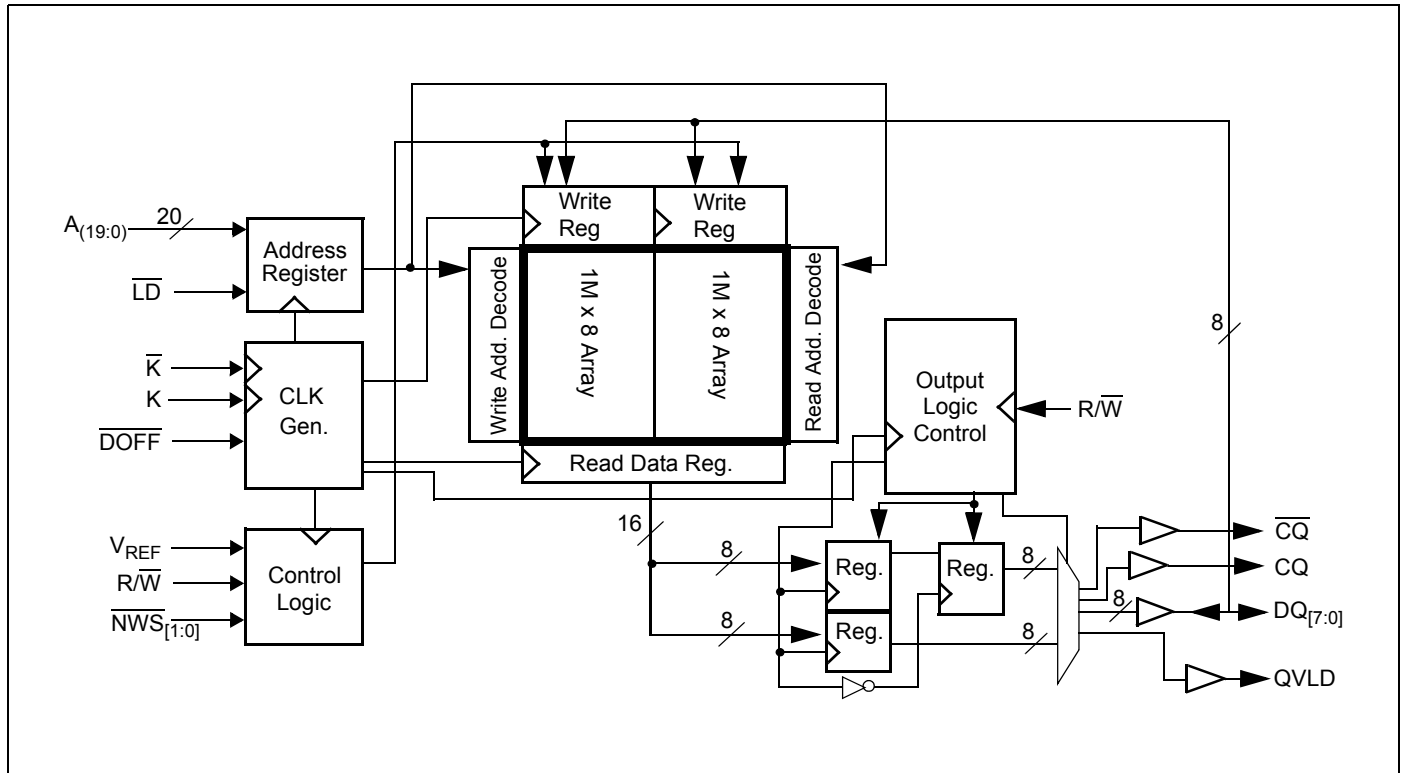 Write
Reg
Write
Reg
20
A(19:0)
Address
Register
LD
Write Add. Decode
1M x 8 Array
1M x 8 Array
Read Add. Decode
8
K
K
CLK
Gen.
DOFF
Output
Logic
Control
R/W
Read Data Reg.
16
VREF
R/W
NWS[1:0]
Control
Logic
8
Reg.
Reg.
8
CQ
CQ
8
DQ[7:0]
8
Reg.
8
QVLD